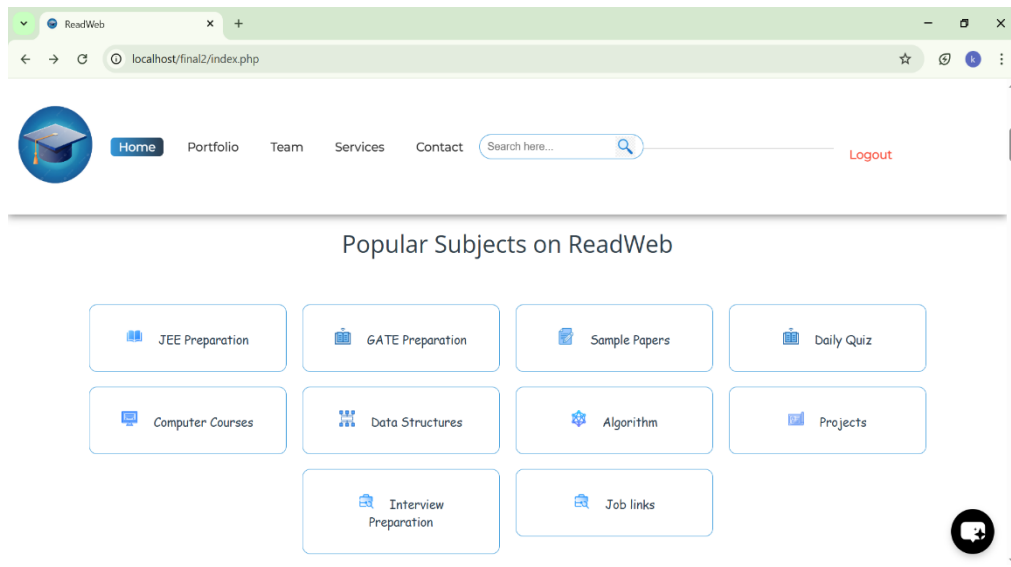 ReadWeb
localhost/final2/index.php
k
Home Portfolio Team Services Contact Search here... Logout
Popular Subjects on ReadWeb
JEE Preparation GATE Preparation Sample Papers Daily Quiz
Computer Courses Data Structures Algorithm Projects
Interview Job links
Preparation